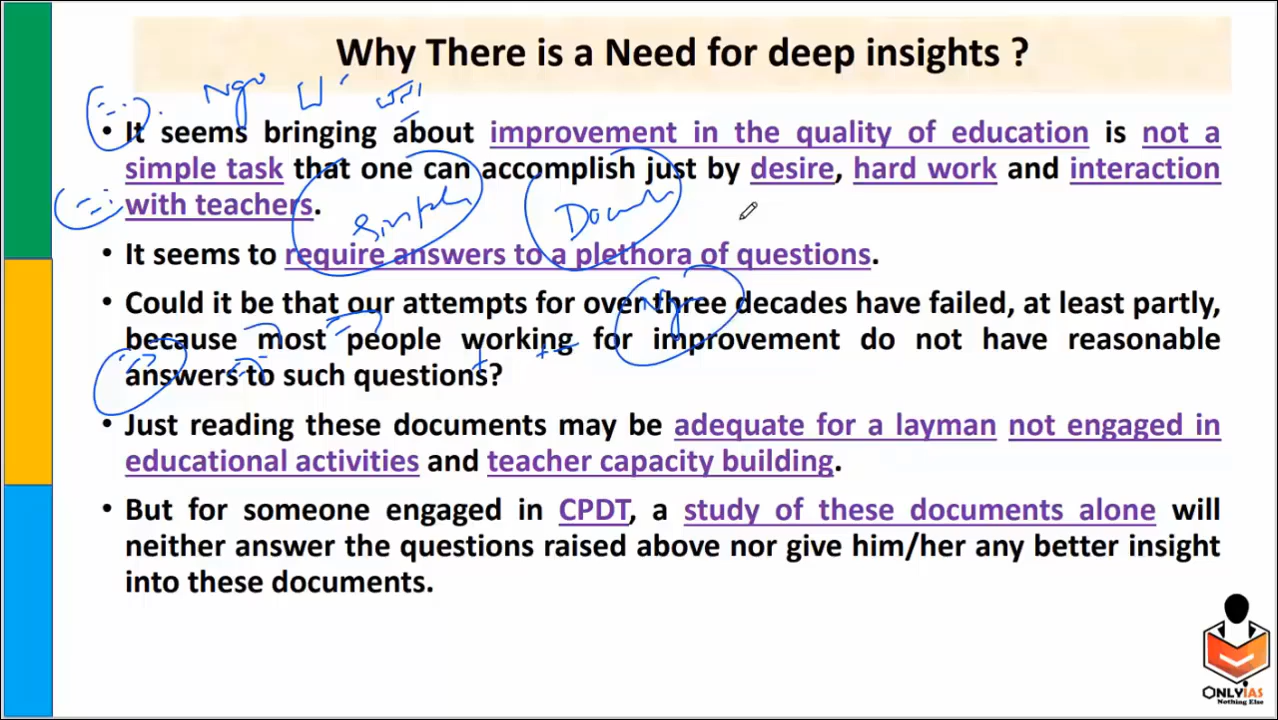 Why There is a Need for deep insights ?
Ngo
• It seems bringing about improvement in the quality of education is not a
simple task that one can accomplish just by desire, hard work and interaction
with teachers.
Simple
• It seems to require answers to a plethora of questions.
• Could it be that our attempts for over three decades have failed, at least partly,
because most people working for improvement do not have reasonable
answers to such questions?
• Just reading these documents may be adequate for a layman not engaged in
educational activities and teacher capacity building.
• But for someone engaged in CPDT, a study of these documents alone will
neither answer the questions raised above nor give him/her any better insight
into these documents.
ONLYIAS
Nothing Else